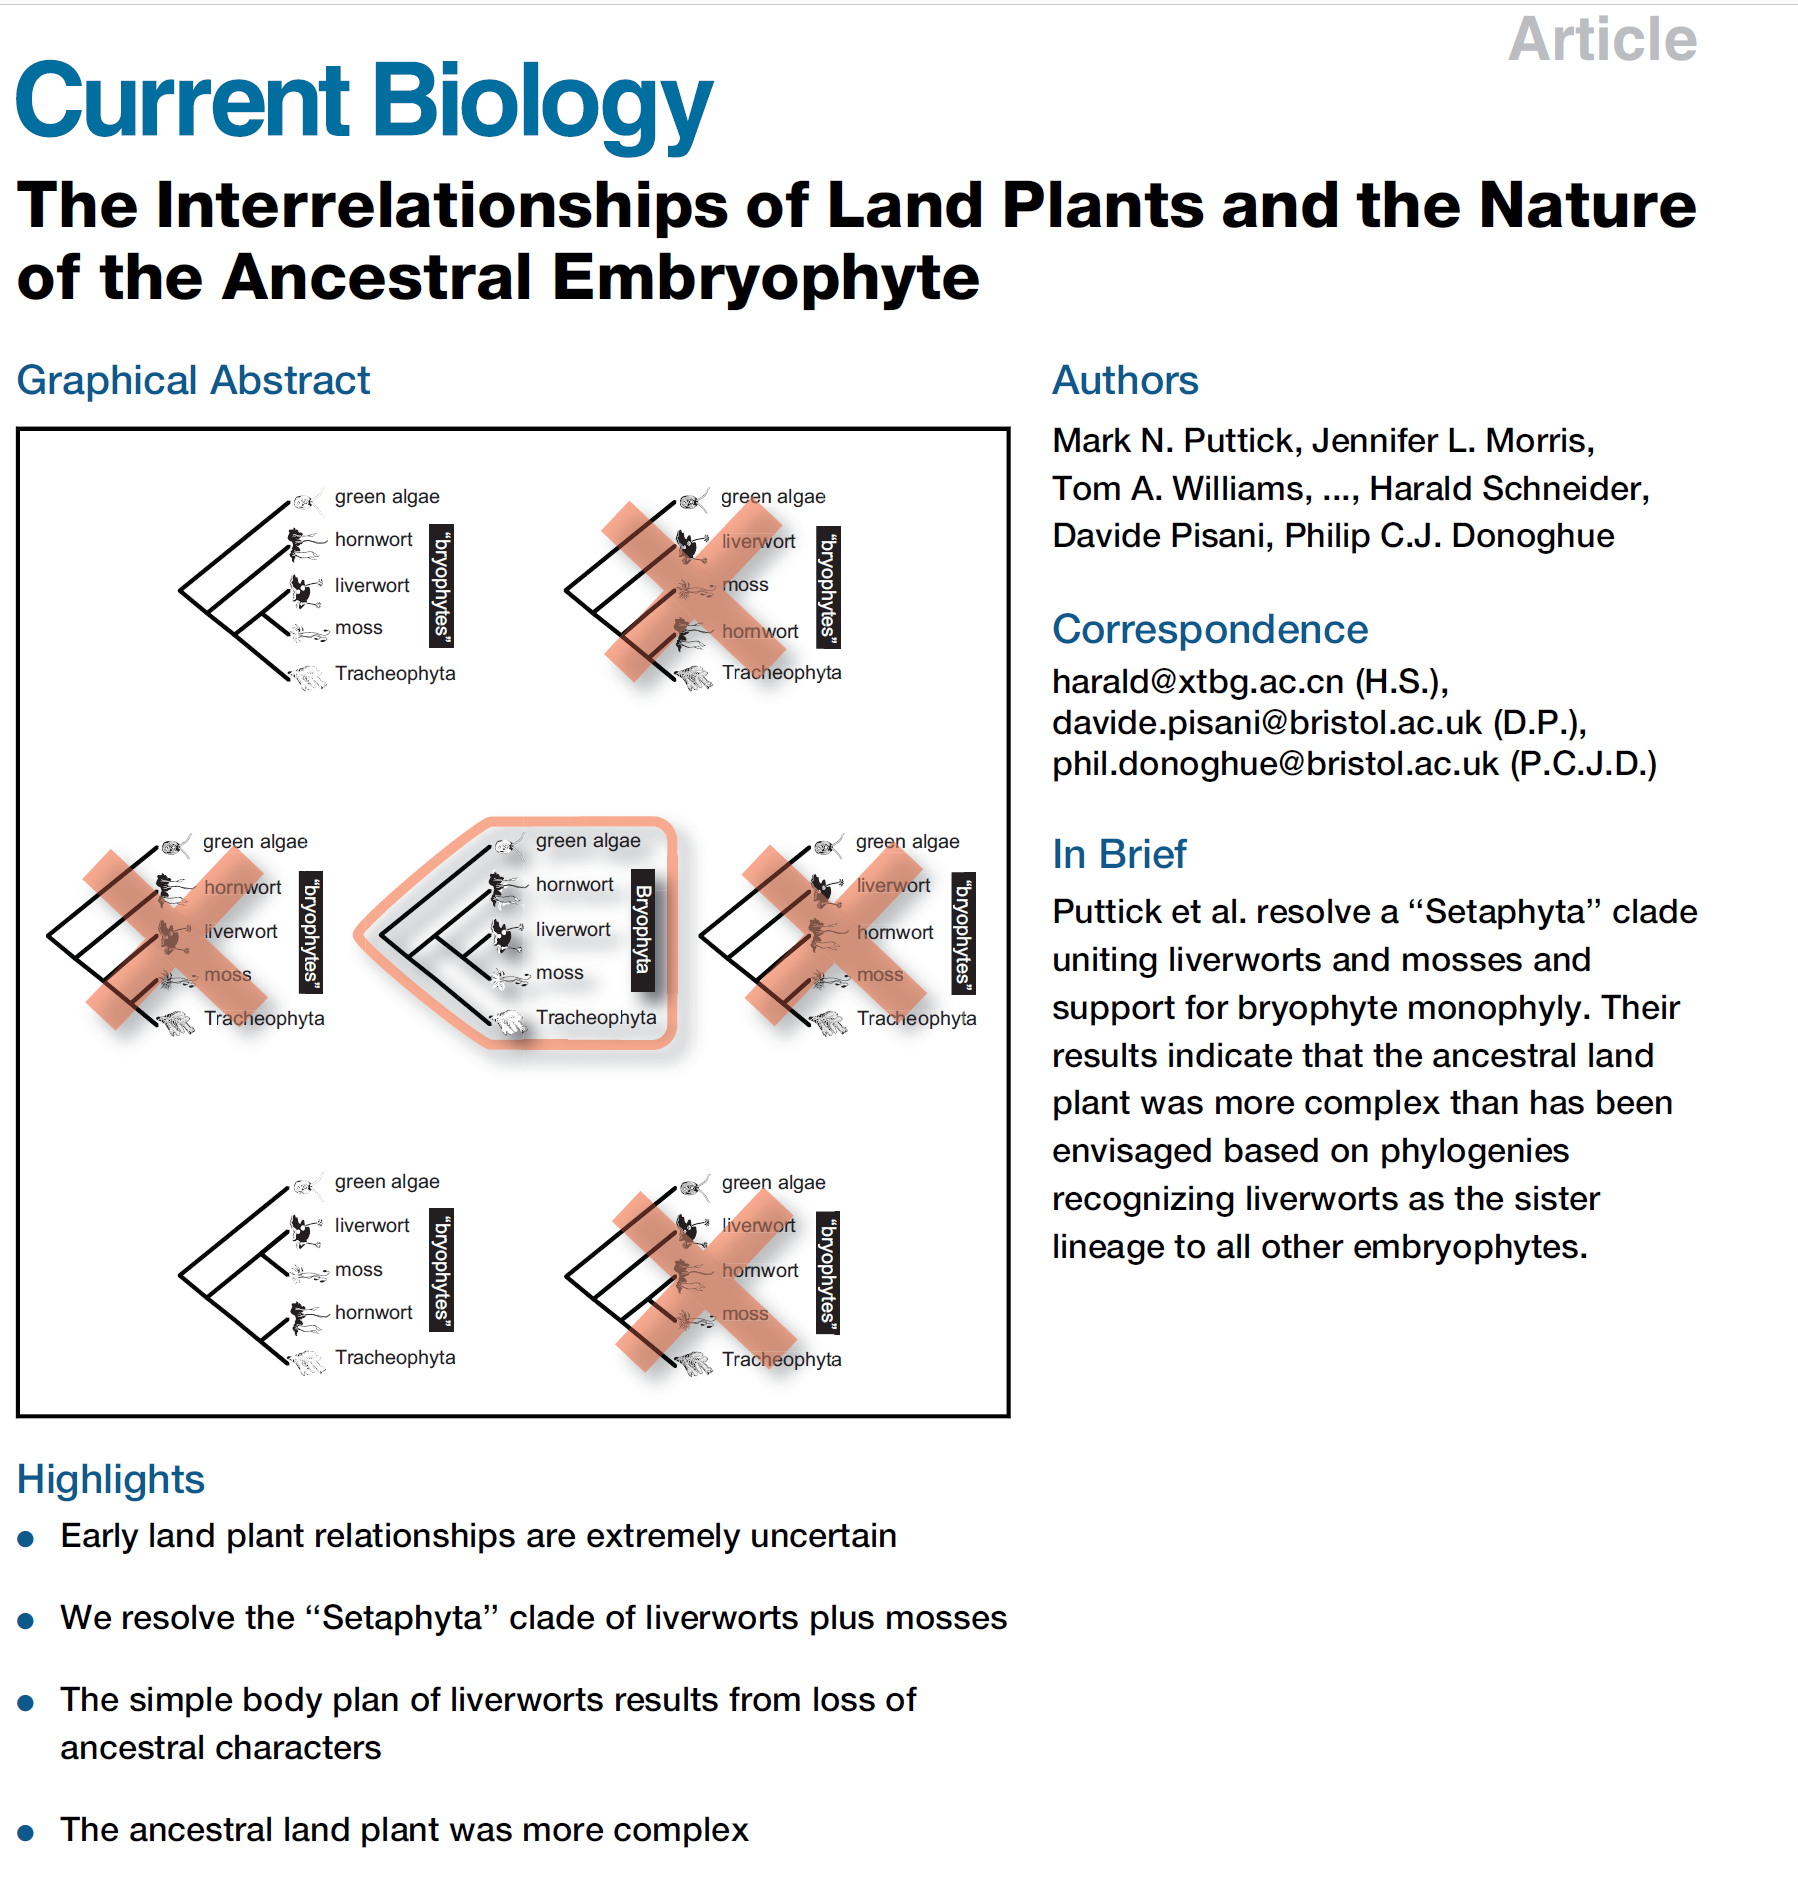 Article
Current Biology
The Interrelationships of Land Plants and the Nature
of the Ancestral Embryophyte
Graphical Abstract
green algae
hornwort
liverwort
moss
Tracheophyta
"bryophytes"
green algae
liverwort
moss
hornwort
Tracheophyta
"bryophytes"
green algae
hornwort
liverwort
moss
Tracheophyta
"bryophytes"
green algae
hornwort
liverwort
moss
Tracheophyta
Bryophyta
green algae
liverwort
hornwort
moss
Tracheophyta
"bryophytes"
green algae
liverwort
moss
hornwort
Tracheophyta
"bryophytes"
green algae
liverwort
hornwort
moss
Tracheophyta
"bryophytes"
Authors
Mark N. Puttick, Jennifer L. Morris,
Tom A. Williams, ..., Harald Schneider,
Davide Pisani, Philip C.J. Donoghue
Correspondence
harald@xtbg.ac.cn (H.S.),
davide.pisani@bristol.ac.uk (D.P.),
phil.donoghue@bristol.ac.uk (P.C.J.D.)
In Brief
Puttick et al. resolve a “Setaphyta” clade
uniting liverworts and mosses and
support for bryophyte monophyly. Their
results indicate that the ancestral land
plant was more complex than has been
envisaged based on phylogenies
recognizing liverworts as the sister
lineage to all other embryophytes.
Highlights
● Early land plant relationships are extremely uncertain
● We resolve the “Setaphyta” clade of liverworts plus mosses
● The simple body plan of liverworts results from loss of
ancestral characters
● The ancestral land plant was more complex